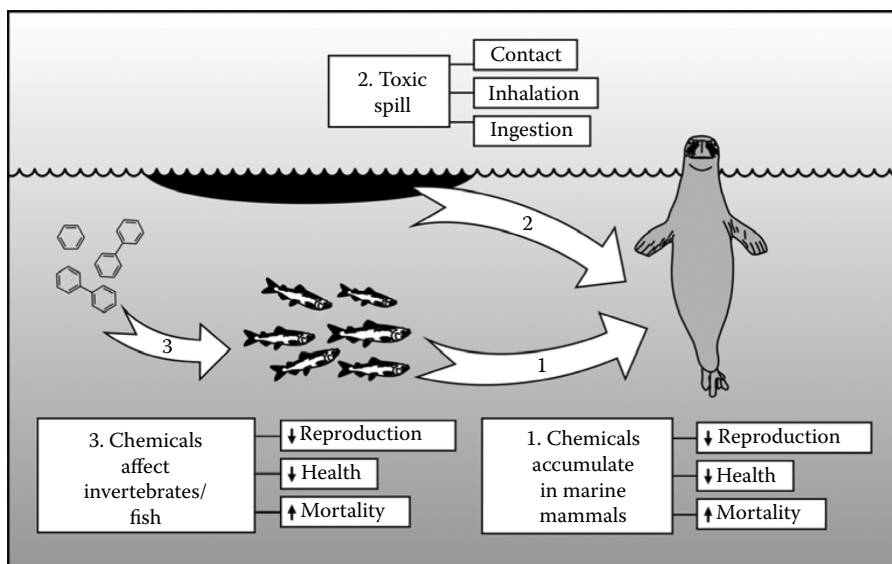 2. Toxic
spill
Contact
Inhalation
Ingestion
2
3
1
3. Chemicals
affect
invertebrates/
fish
↓ Reproduction
↓ Health
↑ Mortality
1. Chemicals
accumulate
in marine
mammals
↓ Reproduction
↓ Health
↑ Mortality